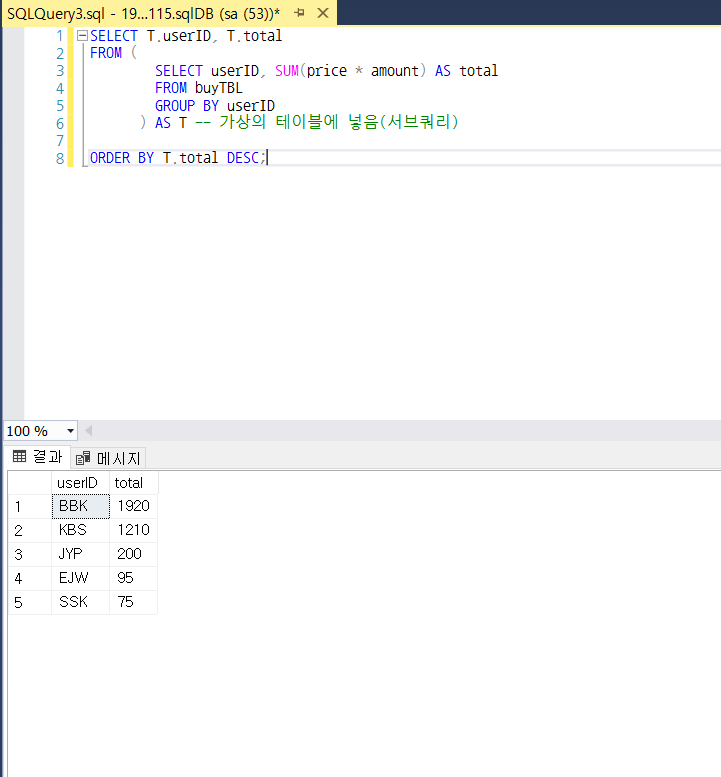 SQLQuery3.sql - 19...115.sqlDB (sa (53))*
1 SELECT T.userID, T.total
2 FROM (
3 SELECT userID, SUM(price * amount) AS total
4 FROM buyTBL
5 GROUP BY userID
6 ) AS T -- 가상의 테이블에 넣음(서브쿼리)
7
8 ORDER BY T.total DESC;
100 %
결과 메시지
userID total
1 BBK 1920
2 KBS 1210
3 JYP 200
4 EJW 95
5 SSK 75